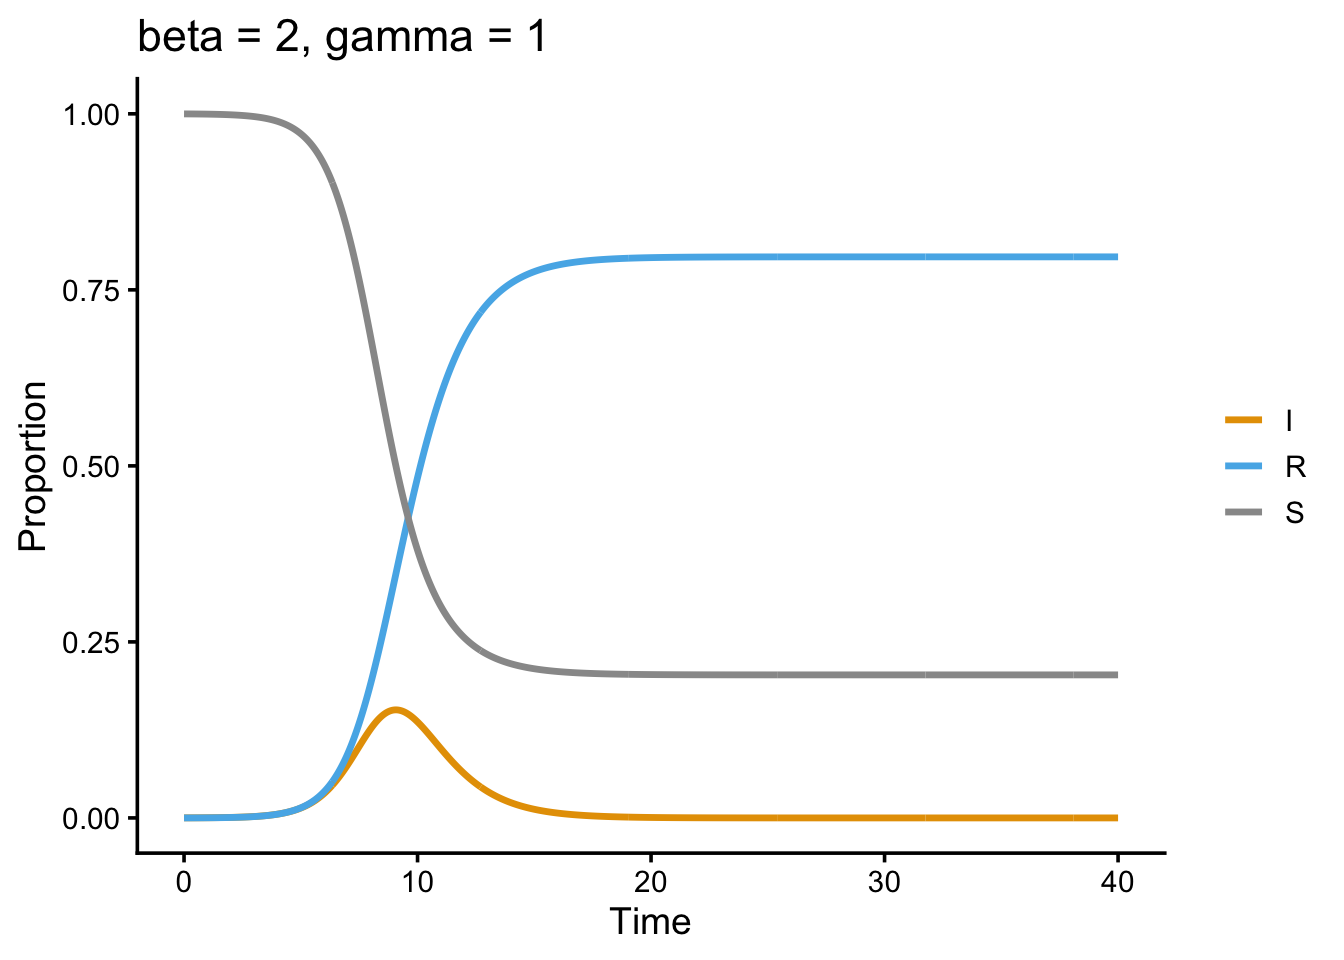 beta = 2, gamma = 1
1.00
0.75
0.50
0.25
0.00
Proportion
0 10 20 30 40
Time
I
R
S